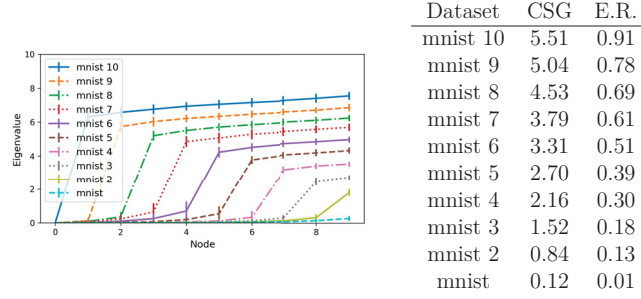 10
8
6
4
2
0
Eigenvalue
mnist 10
mnist 9
mnist 8
mnist 7
mnist 6
mnist 5
mnist 4
mnist 3
mnist 2
mnist
0 2 4 6 8
Node
Dataset CSG E.R.
mnist 10 5.51 0.91
mnist 9 5.04 0.78
mnist 8 4.53 0.69
mnist 7 3.79 0.61
mnist 6 3.31 0.51
mnist 5 2.70 0.39
mnist 4 2.16 0.30
mnist 3 1.52 0.18
mnist 2 0.84 0.13
mnist 0.12 0.01